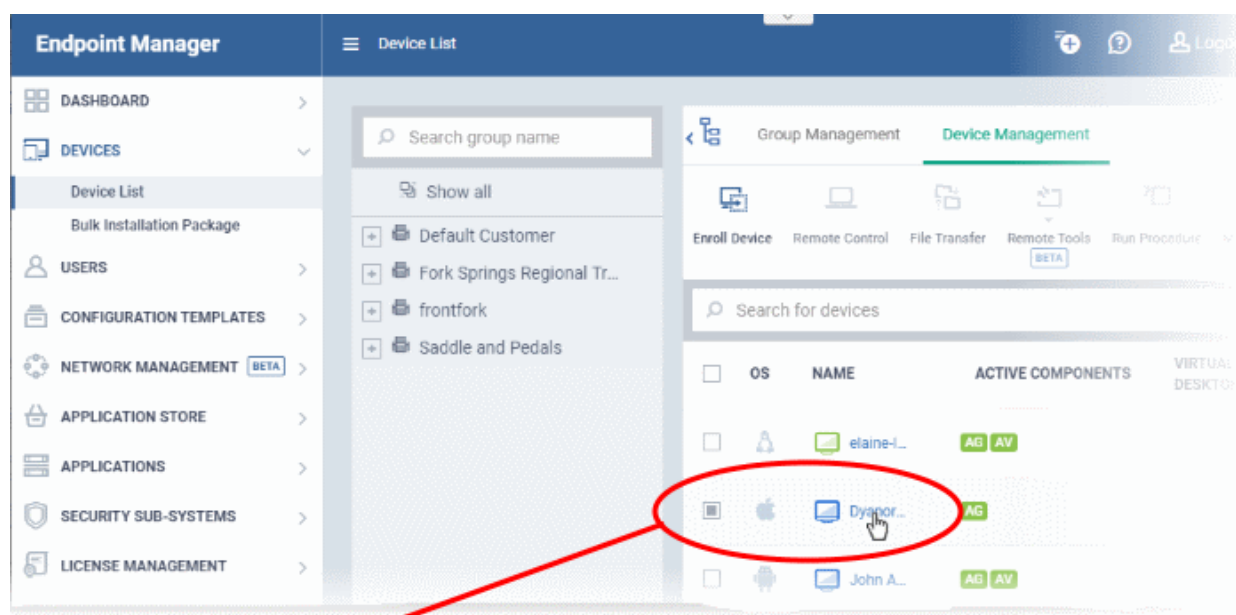 Endpoint Manager
Device List
DASHBOARD
DEVICES
Device List
Bulk Installation Package
USERS
CONFIGURATION TEMPLATES
NETWORK MANAGEMENT BETA
APPLICATION STORE
APPLICATIONS
SECURITY SUB-SYSTEMS
LICENSE MANAGEMENT
Search group name
Show all
Default Customer
Fork Springs Regional Tr...
frontfork
Saddle and Pedals
Group Management Device Management
Enroll Device Remote Control File Transfer Remote Tools Run Procedure
BETA
Search for devices
OS NAME ACTIVE COMPONENTS
elaine-l... AG AV
AG
John A... AG AV